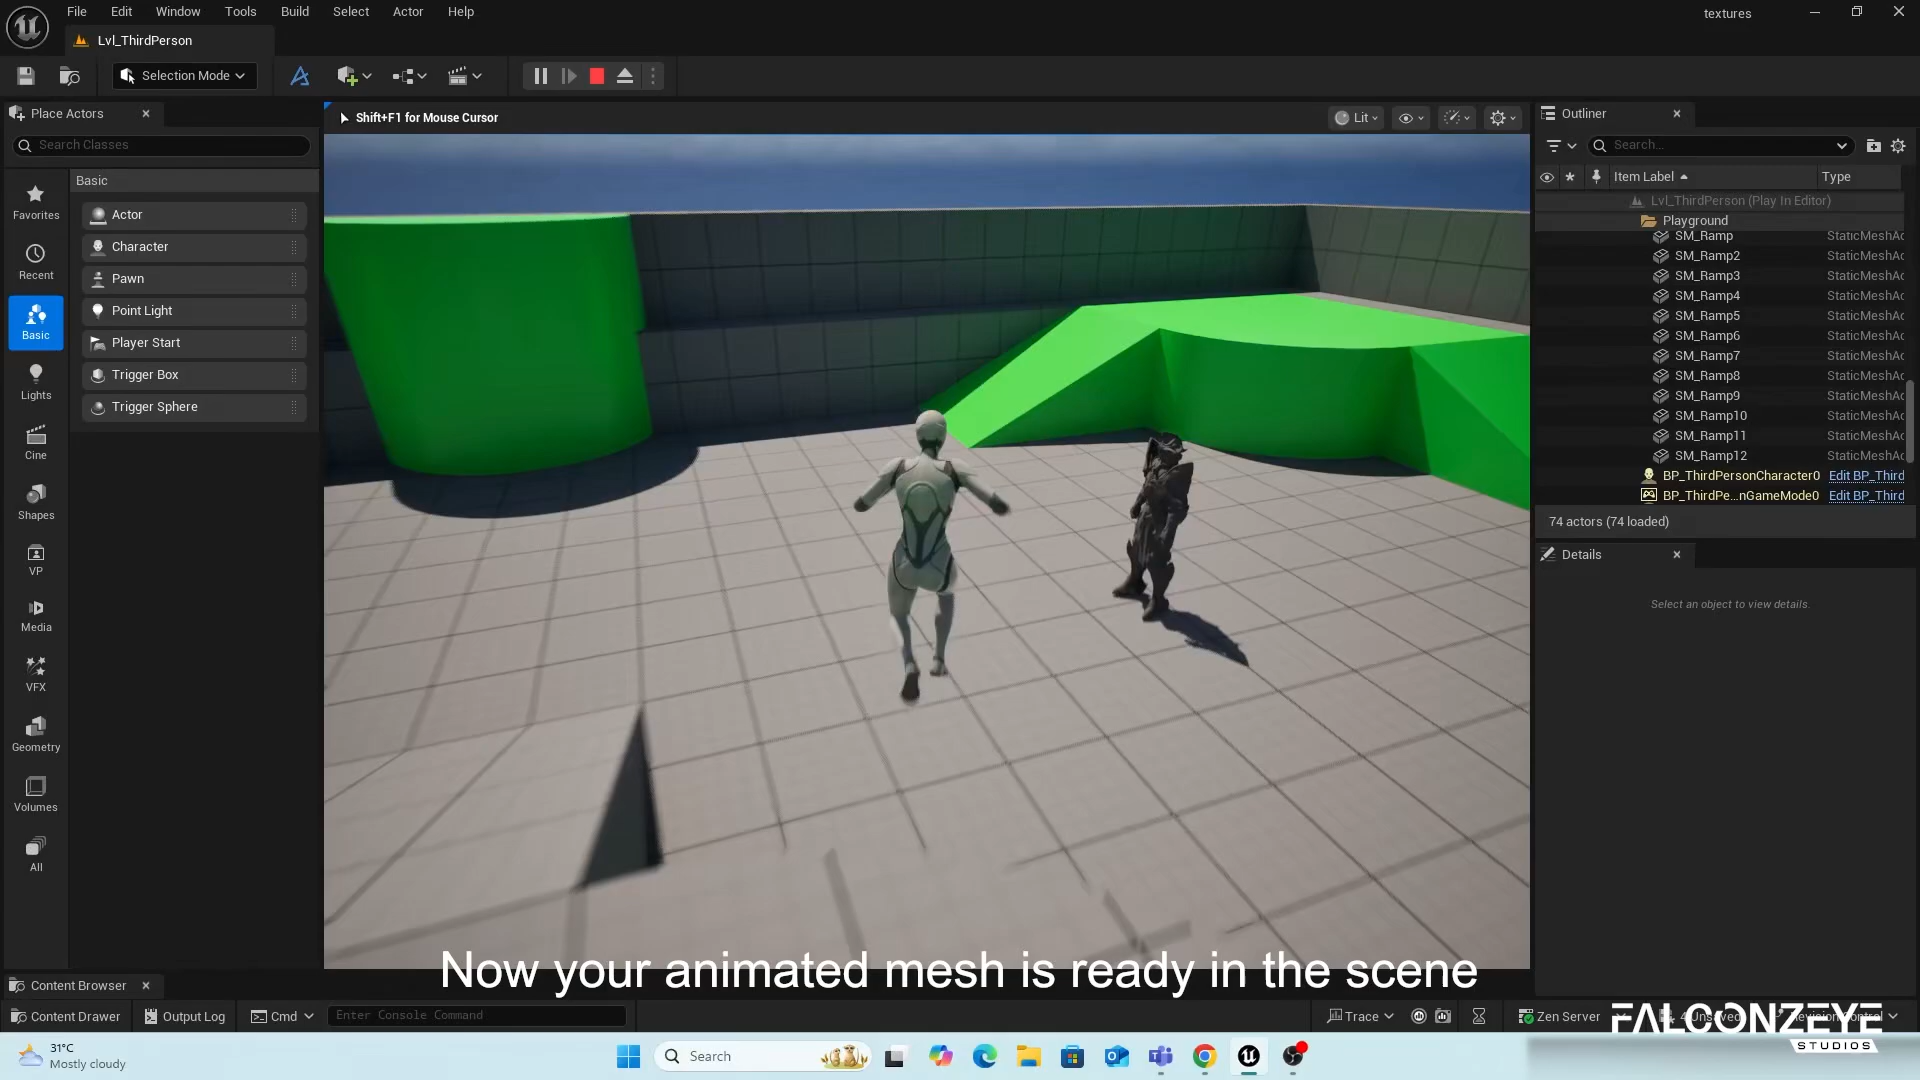 File Edit Window Tools Build Select Actor Help
textures
Lvl_ThirdPerson
Selection Mode
Place Actors
Search Classes
Basic
Favorites
Recent
Basic
Lights
Cine
Shapes
VP
Media
VFX
Geometry
Volumes
All
Actor
Character
Pawn
Point Light
Player Start
Trigger Box
Trigger Sphere
Shift+F1 for Mouse Cursor
Lit
Outliner
Search...
Item Label Type
Lvl_ThirdPerson (Play In Editor)
Playground
SM_Ramp StaticMeshAc
SM_Ramp2 StaticMeshAc
SM_Ramp3 StaticMeshAc
SM_Ramp4 StaticMeshAc
SM_Ramp5 StaticMeshAc
SM_Ramp6 StaticMeshAc
SM_Ramp7 StaticMeshAc
SM_Ramp8 StaticMeshAc
SM_Ramp9 StaticMeshAc
SM_Ramp10 StaticMeshAc
SM_Ramp11 StaticMeshAc
SM_Ramp12 StaticMeshAc
BP_ThirdPersonCharacter0 Edit BP_Third
BP_ThirdPe...nGameMode0 Edit BP_Third
74 actors (74 loaded)
Details
Select an object to view details.
Now your animated mesh is ready in the scene
Content Browser
Content Drawer Output Log Cmd Enter Console Command
Trace Zen Server
FALCONZEYE
STUDIOS
31°C
Mostly cloudy
Search